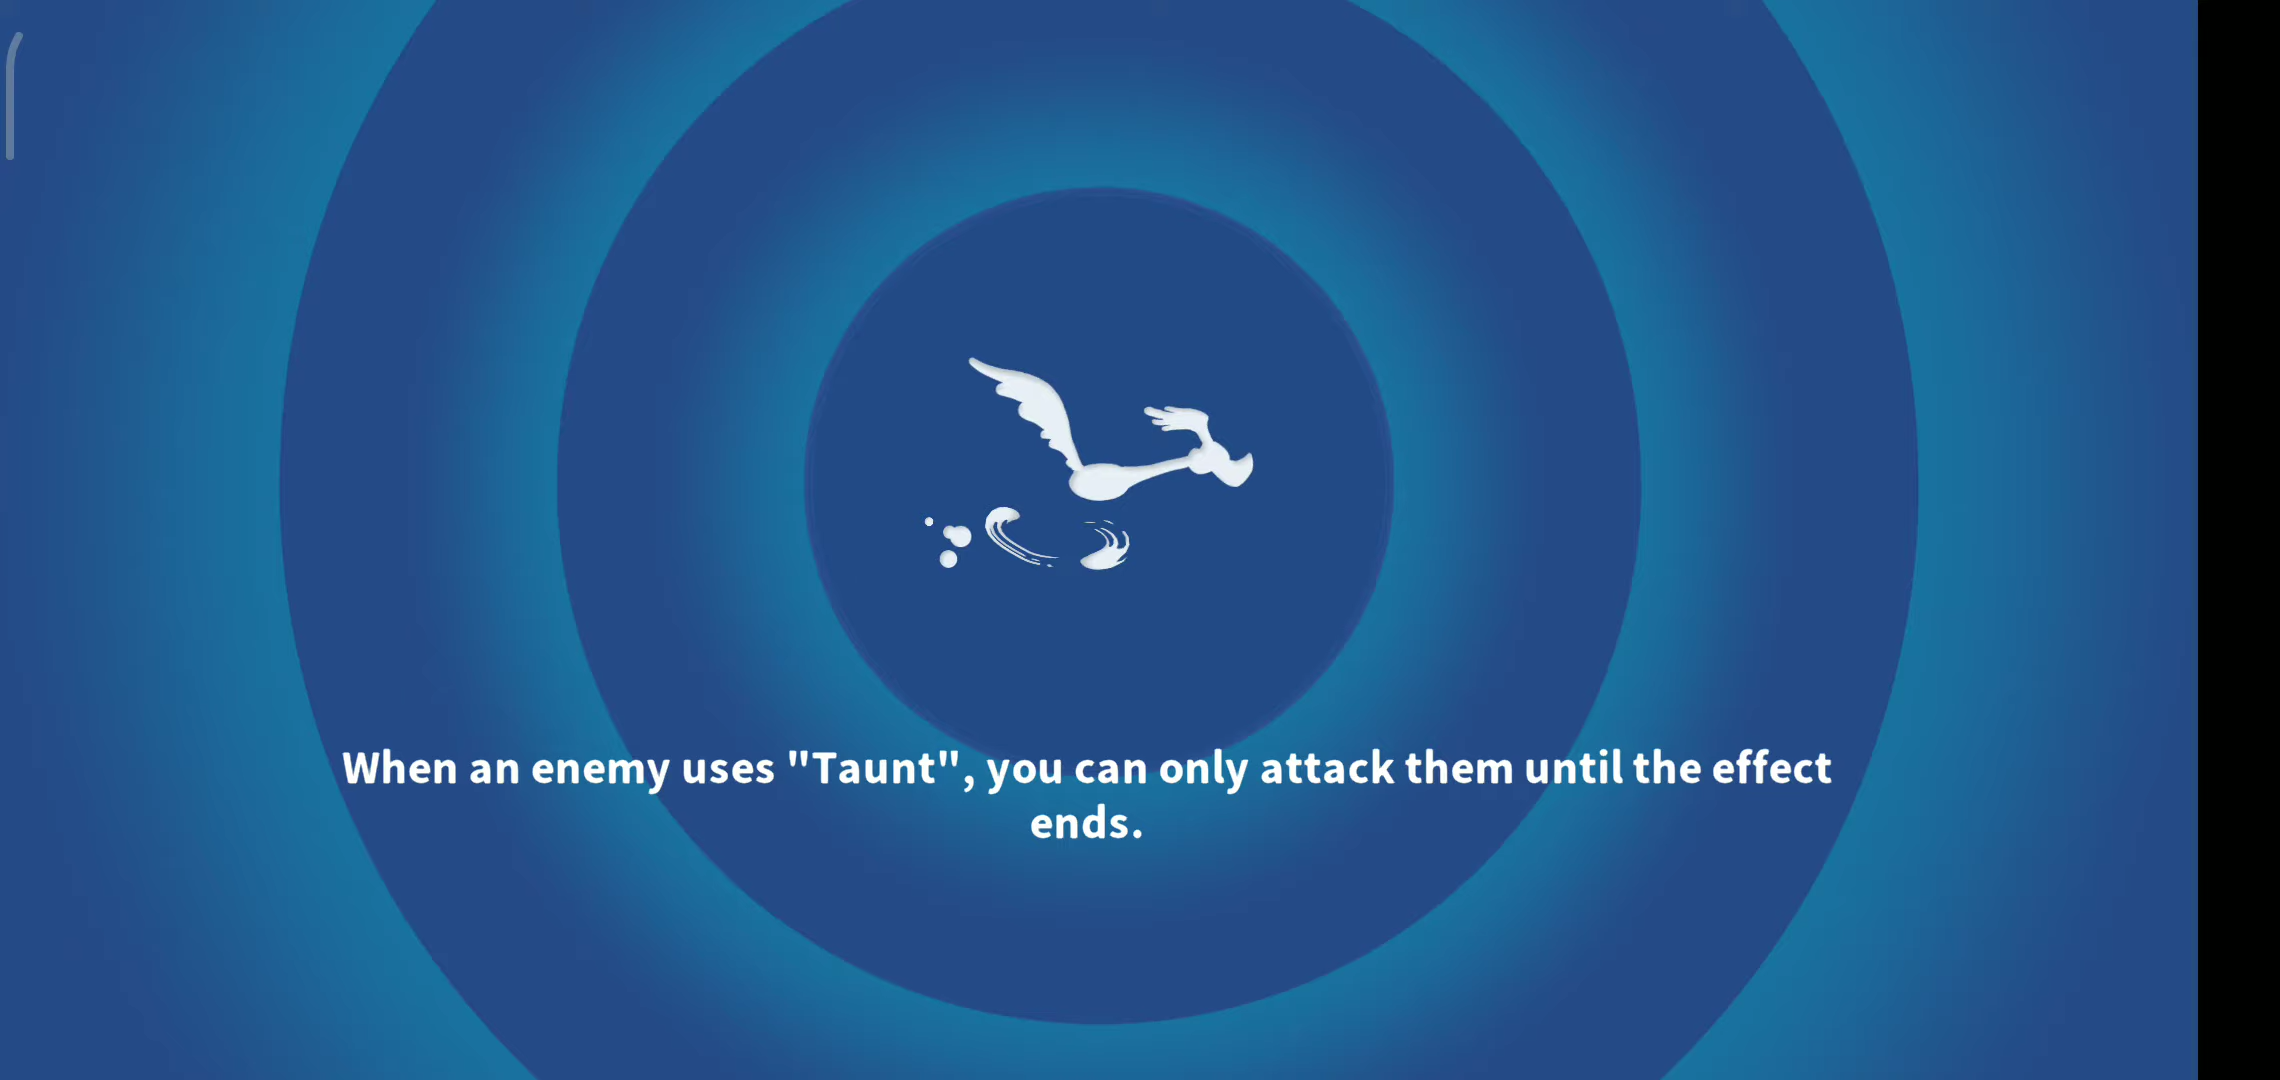 When an enemy uses "Taunt", you can only attack them until the effect
ends.